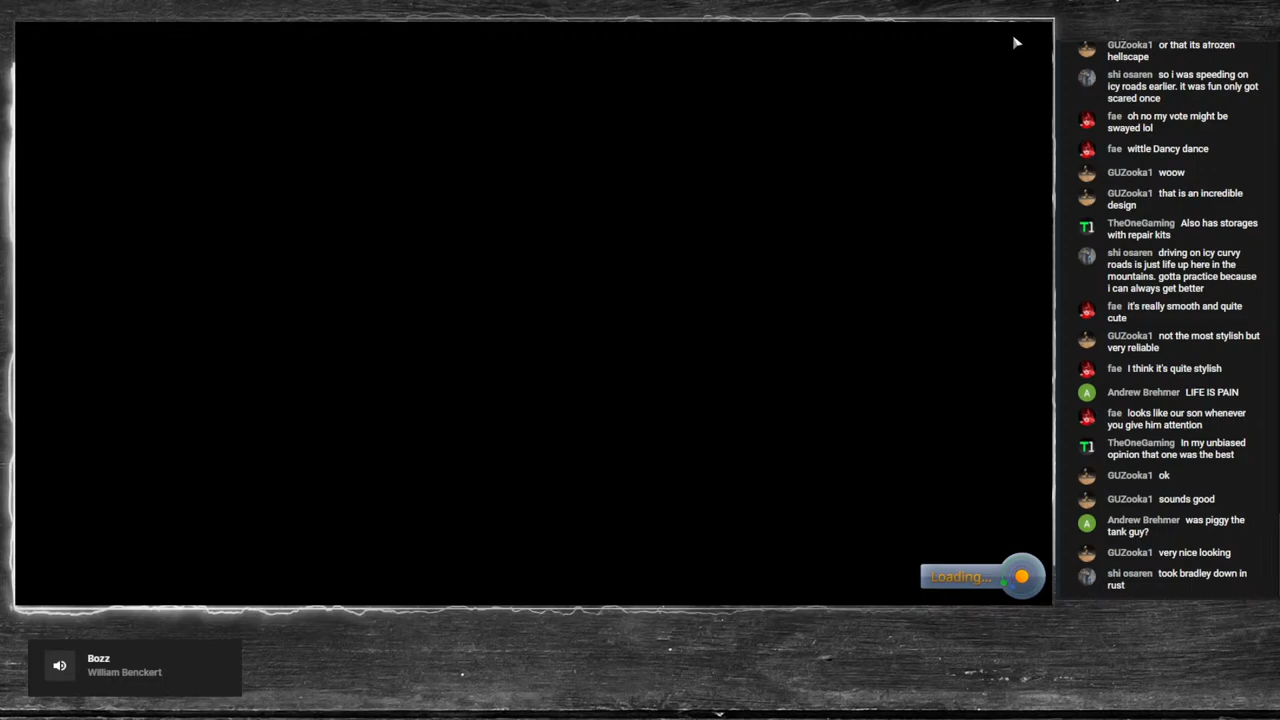 GUZooka1 or that its afrozen
hellscape
shi osaren so i was speeding on
icy roads earlier. it was fun only got
scared once
fae oh no my vote might be
swayed lol
fae wittle Dancy dance
GUZooka1 woow
GUZooka1 that is an incredible
design
TheOneGaming Also has storages
with repair kits
shi osaren driving on icy curvy
roads is just life up here in the
mountains. gotta practice because
i can always get better
fae it's really smooth and quite
cute
GUZooka1 not the most stylish but
very reliable
fae I think it's quite stylish
A Andrew Brehmer LIFE IS PAIN
fae looks like our son whenever
you give him attention
TheOneGaming In my unbiased
opinion that one was the best
GUZooka1 ok
GUZooka1 sounds good
A Andrew Brehmer was piggy the
tank guy?
GUZooka1 very nice looking
shi osaren took bradley down in
rust
Loading...
Bozz
William Benckert